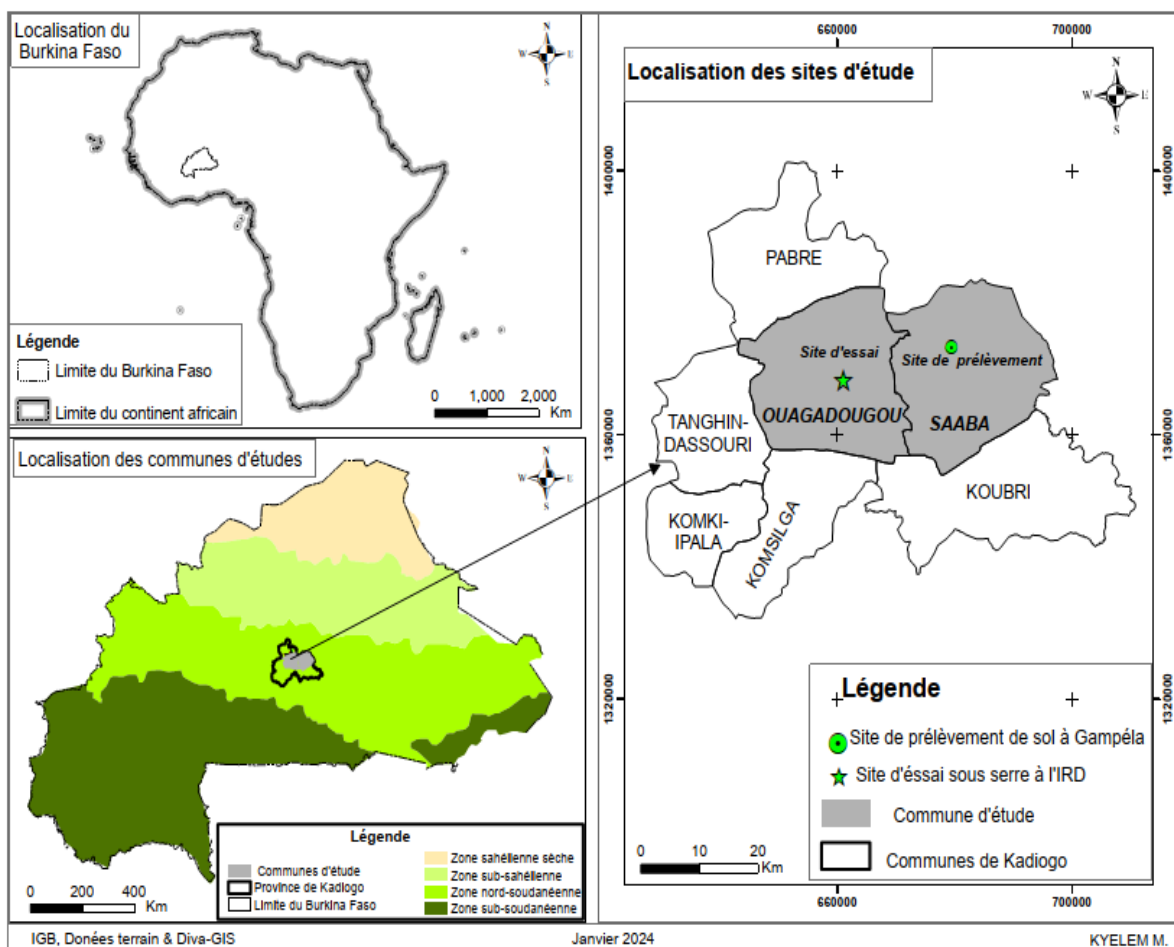 Localisation du
Burkina Faso
N
W E
S
Légende
Limite du Burkina Faso
Limite du continent africain
0 1,000 2,000
Km
Localisation des communes d'études
N
W E
S
0 200 400
Km
Légende
Communes d'étude
Province de Kadiogo
Limite du Burkina Faso
Zone sahélienne sèche
Zone sub-sahélienne
Zone nord-soudanéenne
Zone sub-soudanéenne
660000 700000
Localisation des sites d'étude
N
W E
S
1400000 1400000
PABRE
Site d'essai
Site de prélèvement
OUAGADOUGOU
SAABA
TANGHIN-
DASSOURI
1360000 1360000
KOUBRI
KOMKI-
IPALA
KOMSILGA
1320000 1320000
Légende
Site de prélèvement de sol à Gampéla
Site d'éssai sous serre à l'IRD
Commune d'étude
Communes de Kadiogo
0 10 20
Km
660000 700000
IGB, Donées terrain & Diva-GIS
Janvier 2024
KYELEM M.